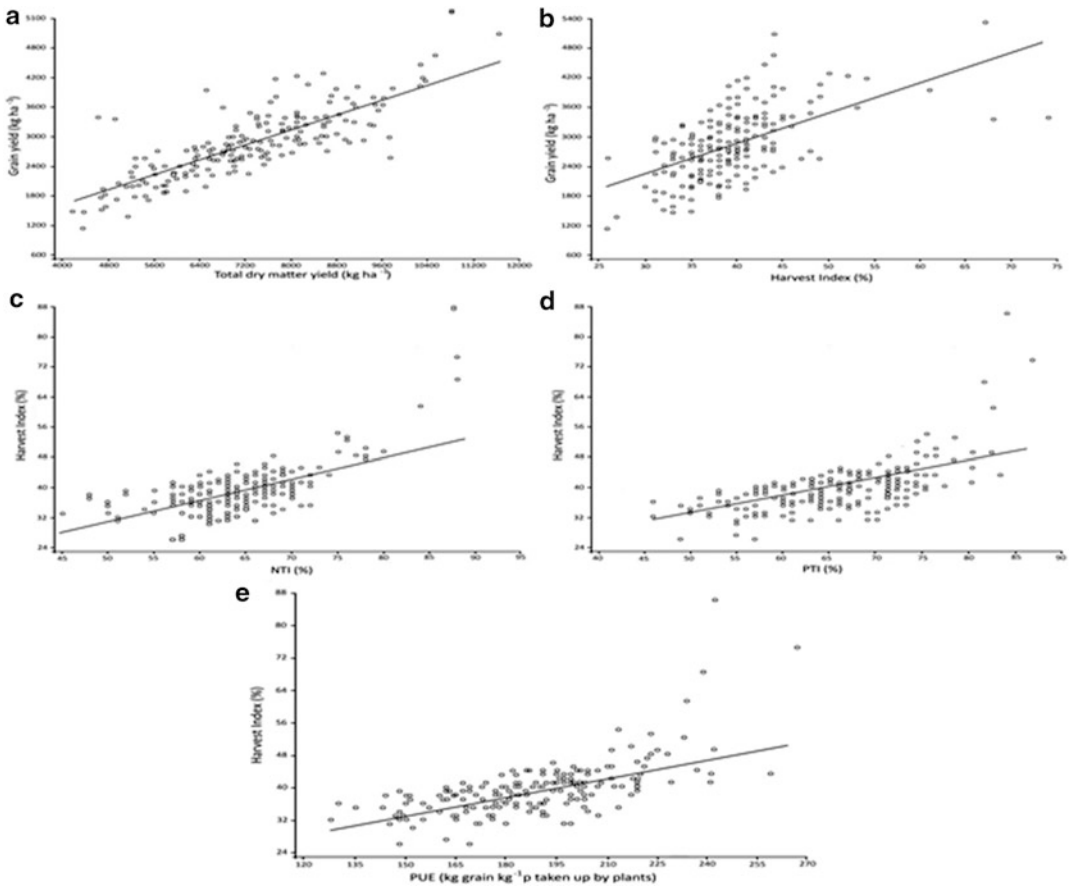 a
5100
4800
4200
3600
3000
2400
1800
1200
600
Grain yield (kg ha⁻¹)
4000 4800 5600 6400 7200 8000 8800 9600 10400 11200 12000
Total dry matter yield (kg ha⁻¹)
b
5400
4800
4200
3600
3000
2400
1800
1200
600
Grain yield (kg ha⁻¹)
25 30 35 40 45 50 55 60 65 70 75
Harvest Index (%)
c
88
80
72
64
56
48
40
32
24
Harvest Index (%)
45 50 55 60 65 70 75 80 85 90 95
NTI (%)
d
88
80
72
64
56
48
40
32
24
Harvest Index (%)
40 45 50 55 60 65 70 75 80 85 90
PTI (%)
e
88
80
72
64
56
48
40
32
24
Harvest Index (%)
120 135 150 165 180 195 210 225 240 255 270
PUE (kg grain kg⁻¹p taken up by plants)